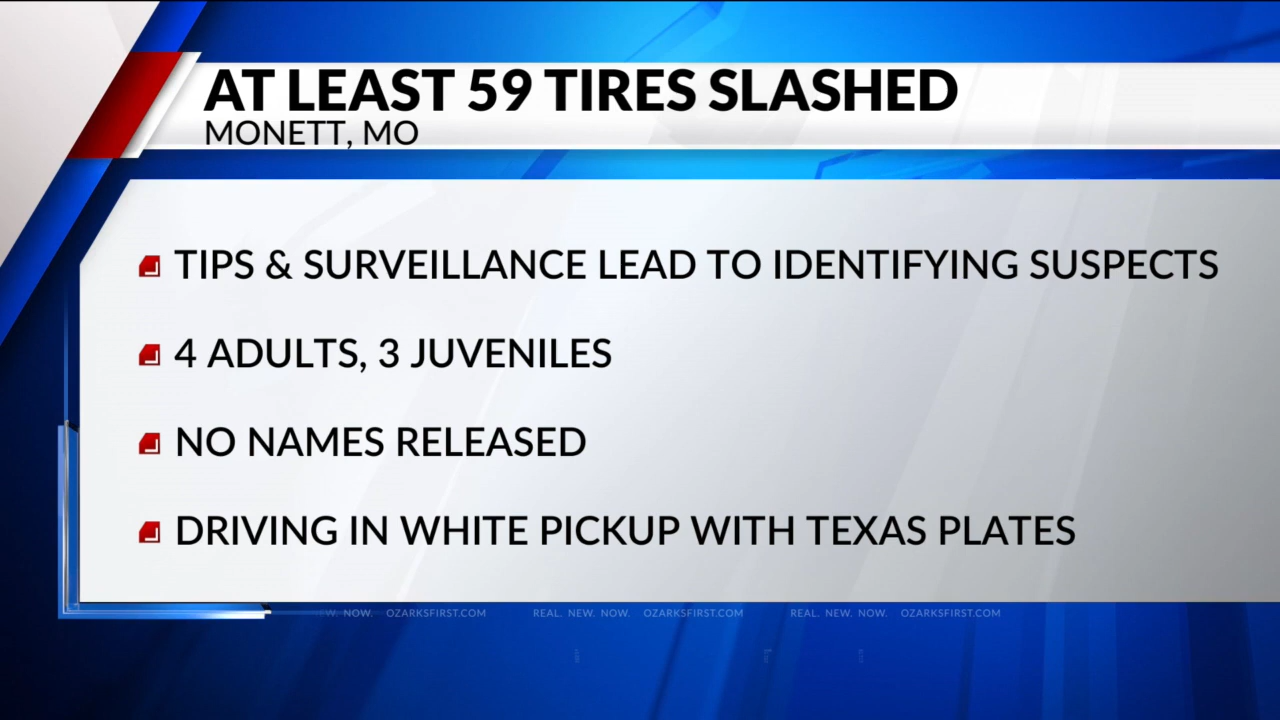 AT LEAST 59 TIRES SLASHED
MONETT, MO
TIPS & SURVEILLANCE LEAD TO IDENTIFYING SUSPECTS
4 ADULTS, 3 JUVENILES
NO NAMES RELEASED
DRIVING IN WHITE PICKUP WITH TEXAS PLATES
NOW. OZARKSFIRST.COM REAL. NEW. NOW. OZARKSFIRST.COM REAL. NEW. NOW. OZARKSFIRST.COM